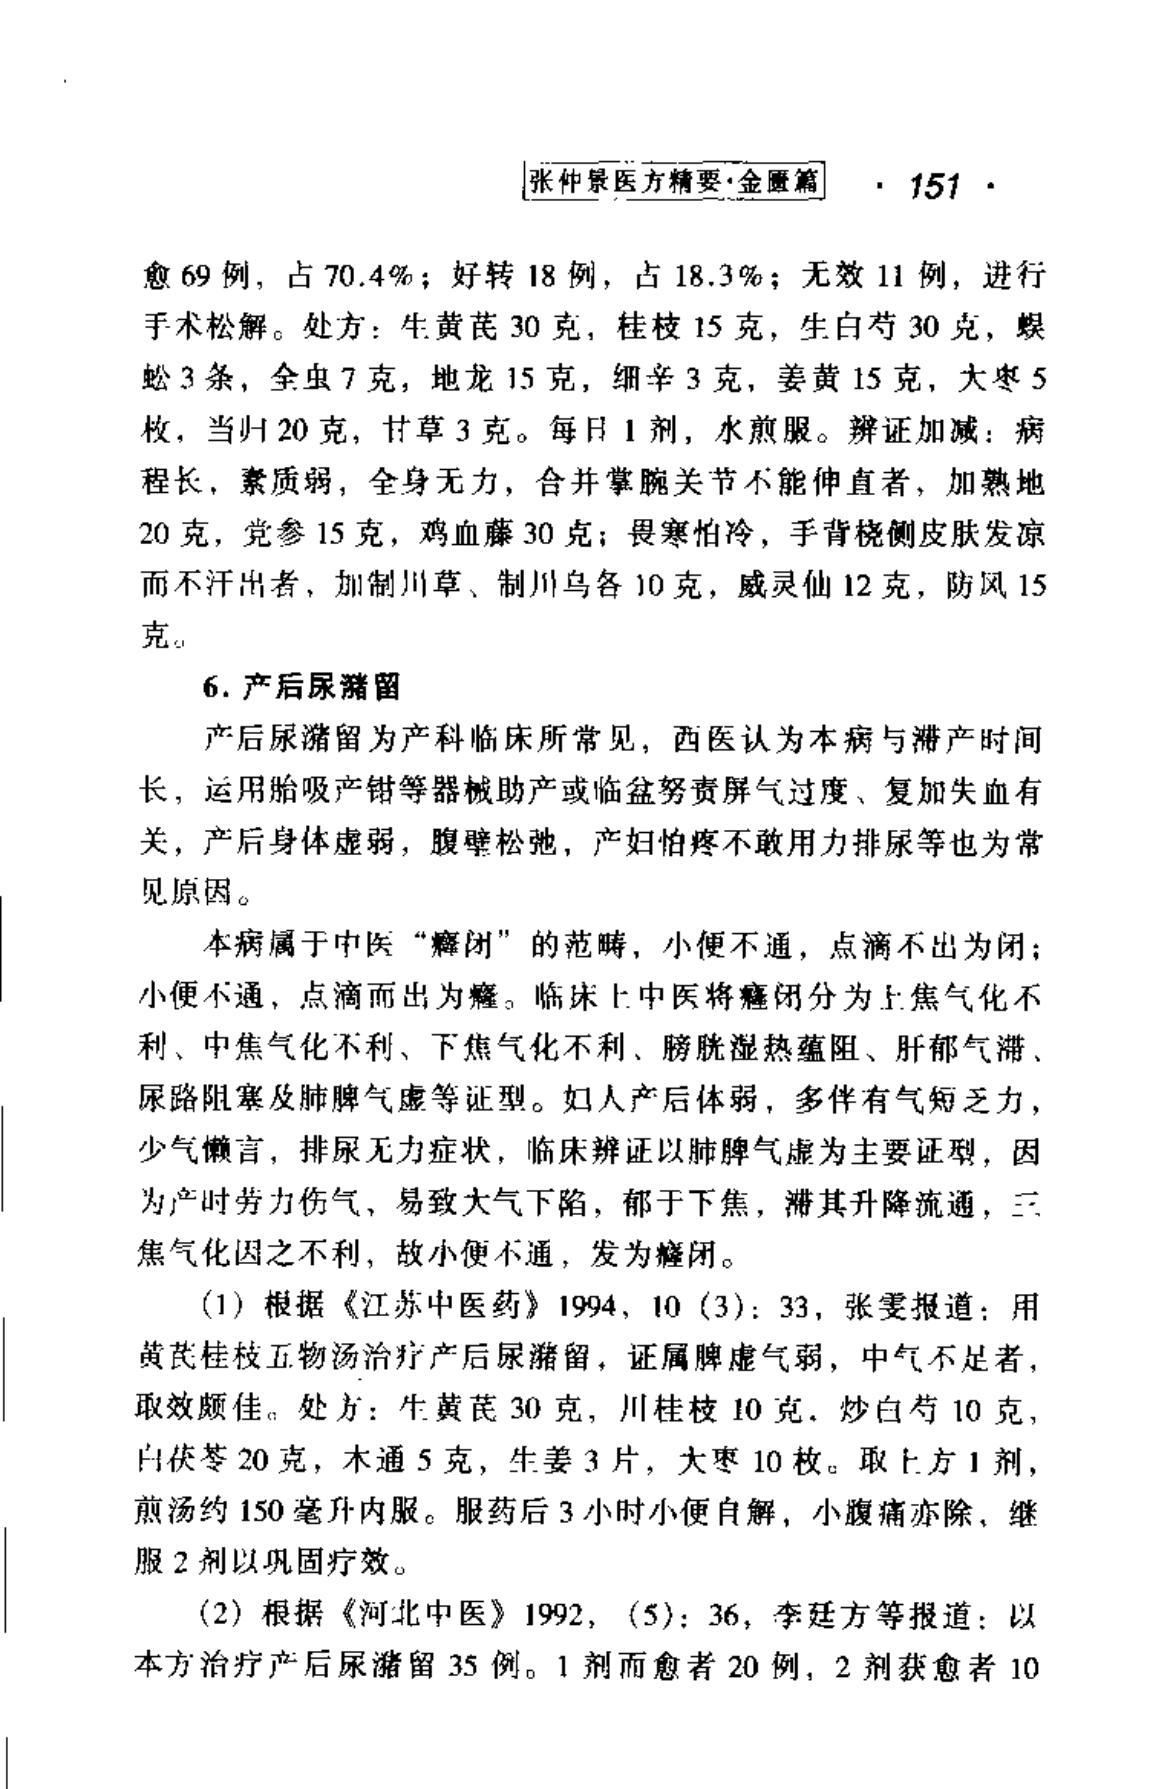 张仲景医方精要·金匮篇 · 151 ·
愈 69 例，占 70.4%；好转 18 例，占 18.3%；无效 11 例，进行
手术松解。处方：生黄芪 30 克，桂枝 15 克，生白芍 30 克，蜈
蚣 3 条，全虫 7 克，地龙 15 克，细辛 3 克，姜黄 15 克，大枣 5
枚，当归 20 克，甘草 3 克。每日 1 剂，水煎服。辨证加减：病
程长，素质弱，全身无力，合并掌腕关节不能伸直者，加熟地
20 克，党参 15 克，鸡血藤 30 克；畏寒怕冷，手背桡侧皮肤发凉
而不汗出者，加制川草、制川乌各 10 克，威灵仙 12 克，防风 15
克。
6. 产后尿潴留
产后尿潴留为产科临床所常见，西医认为本病与滞产时间
长，运用胎吸产钳等器械助产或临盆努责屏气过度、复加失血有
关，产后身体虚弱，腹壁松弛，产妇怕疼不敢用力排尿等也为常
见原因。
本病属于中医“癃闭”的范畴，小便不通，点滴不出为闭；
小便不通，点滴而出为癃。临床上中医将癃闭分为上焦气化不
利、中焦气化不利、下焦气化不利、膀胱湿热蕴阻、肝郁气滞、
尿路阻塞及肺脾气虚等证型。妇人产后体弱，多伴有气短乏力，
少气懒言，排尿无力症状，临床辨证以肺脾气虚为主要证型，因
为产时劳力伤气，易致大气下陷，郁于下焦，滞其升降流通，三
焦气化因之不利，故小便不通，发为癃闭。
（1）根据《江苏中医药》1994，10（3）：33，张雯报道：用
黄芪桂枝五物汤治疗产后尿潴留，证属脾虚气弱，中气不足者，
取效颇佳。处方：生黄芪 30 克，川桂枝 10 克．炒白芍 10 克，
白茯苓 20 克，木通 5 克，生姜 3 片，大枣 10 枚。取上方 1 剂，
煎汤约 150 毫升内服。服药后 3 小时小便自解，小腹痛亦除，继
服 2 剂以巩固疗效。
（2）根据《河北中医》1992，（5）：36，李廷方等报道：以
本方治疗产后尿潴留 35 例。1 剂而愈者 20 例，2 剂获愈者 10